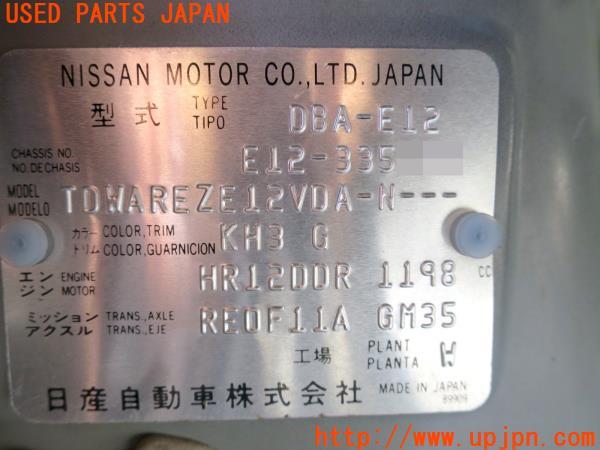 USED PARTS JAPAN
NISSAN MOTOR CO.,LTD. JAPAN
型式 TYPE TIPO DBA-E12
CHASSIS NO. NO. DE CHASIS E12-335
MODEL MODELO TDWAREZE12VDA-N---
カラー トリム COLOR,TRIM COLOR,GUARNICION KH3 G
エンジン ENGINE MOTOR HR12DDR 1198 CC
ミッション アクスル TRANS.,AXLE TRANS.,EJE RE0F11A GM35
工場 PLANT PLANTA W
日産自動車株式会社 MADE IN JAPAN
89909
http://www.upjpn.com/